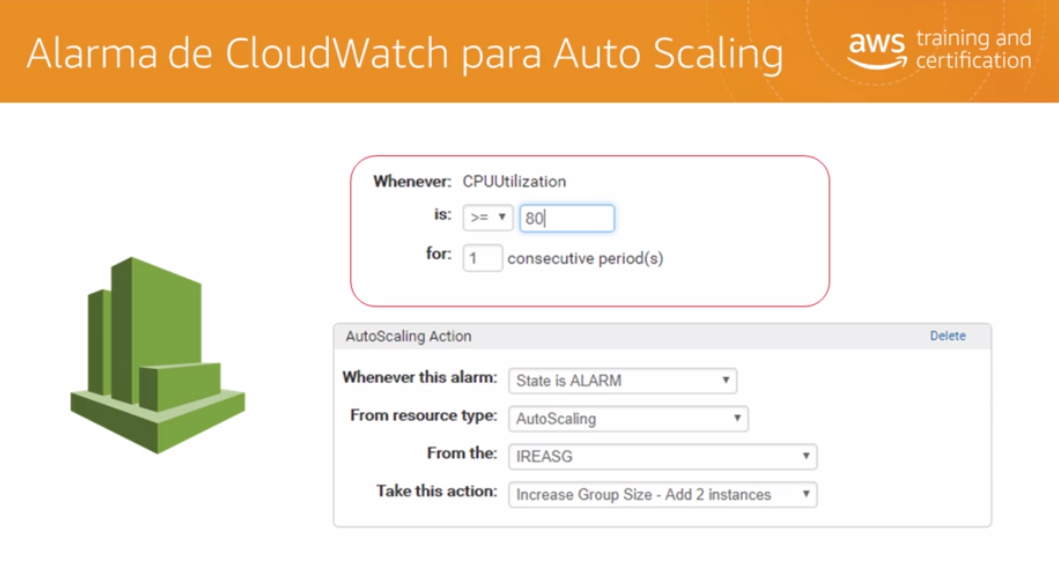 Alarma de CloudWatch para Auto Scaling
aws training and certification
Whenever: CPUUtilization
is: >= 80
for: 1 consecutive period(s)
AutoScaling Action Delete
Whenever this alarm: State is ALARM
From resource type: AutoScaling
From the: IREASG
Take this action: Increase Group Size - Add 2 instances